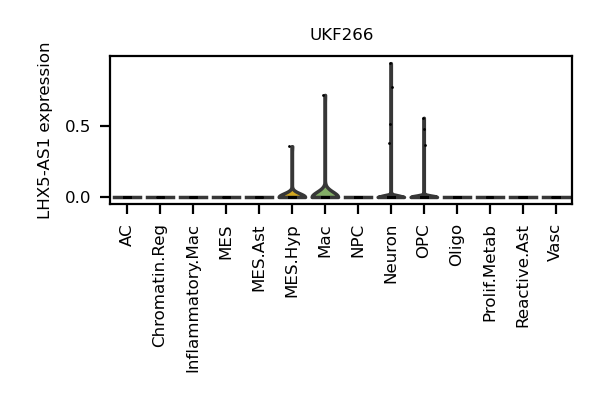 UKF266
LHX5-AS1 expression
0.5
0.0
AC
Chromatin.Reg
Inflammatory.Mac
MES
MES.Ast
MES.Hyp
Mac
NPC
Neuron
OPC
Oligo
Prolif.Metab
Reactive.Ast
Vasc